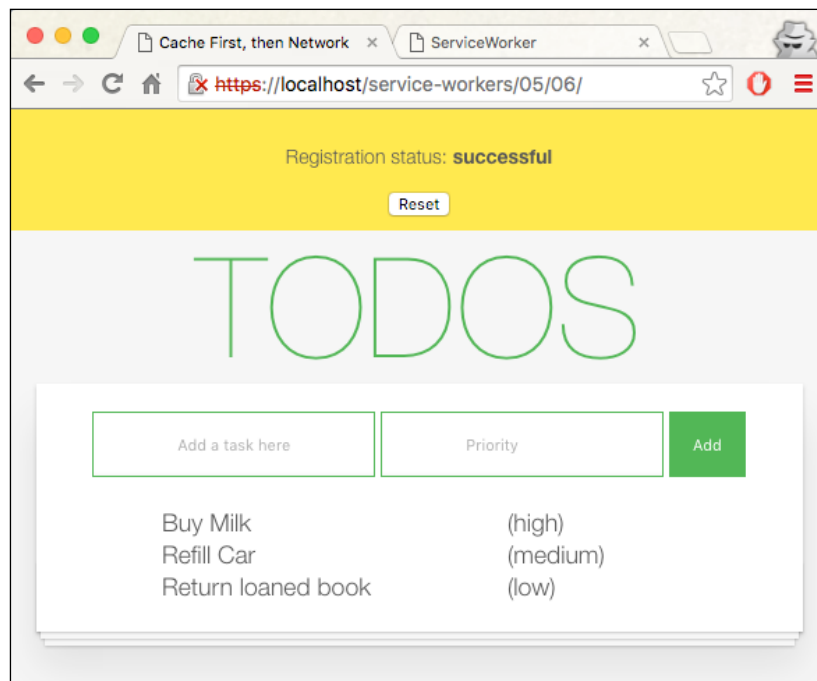 Cache First, then Network × ServiceWorker ×
https://localhost/service-workers/05/06/
Registration status: successful
Reset
TODOS
Add a task here Priority Add
Buy Milk (high)
Refill Car (medium)
Return loaned book (low)